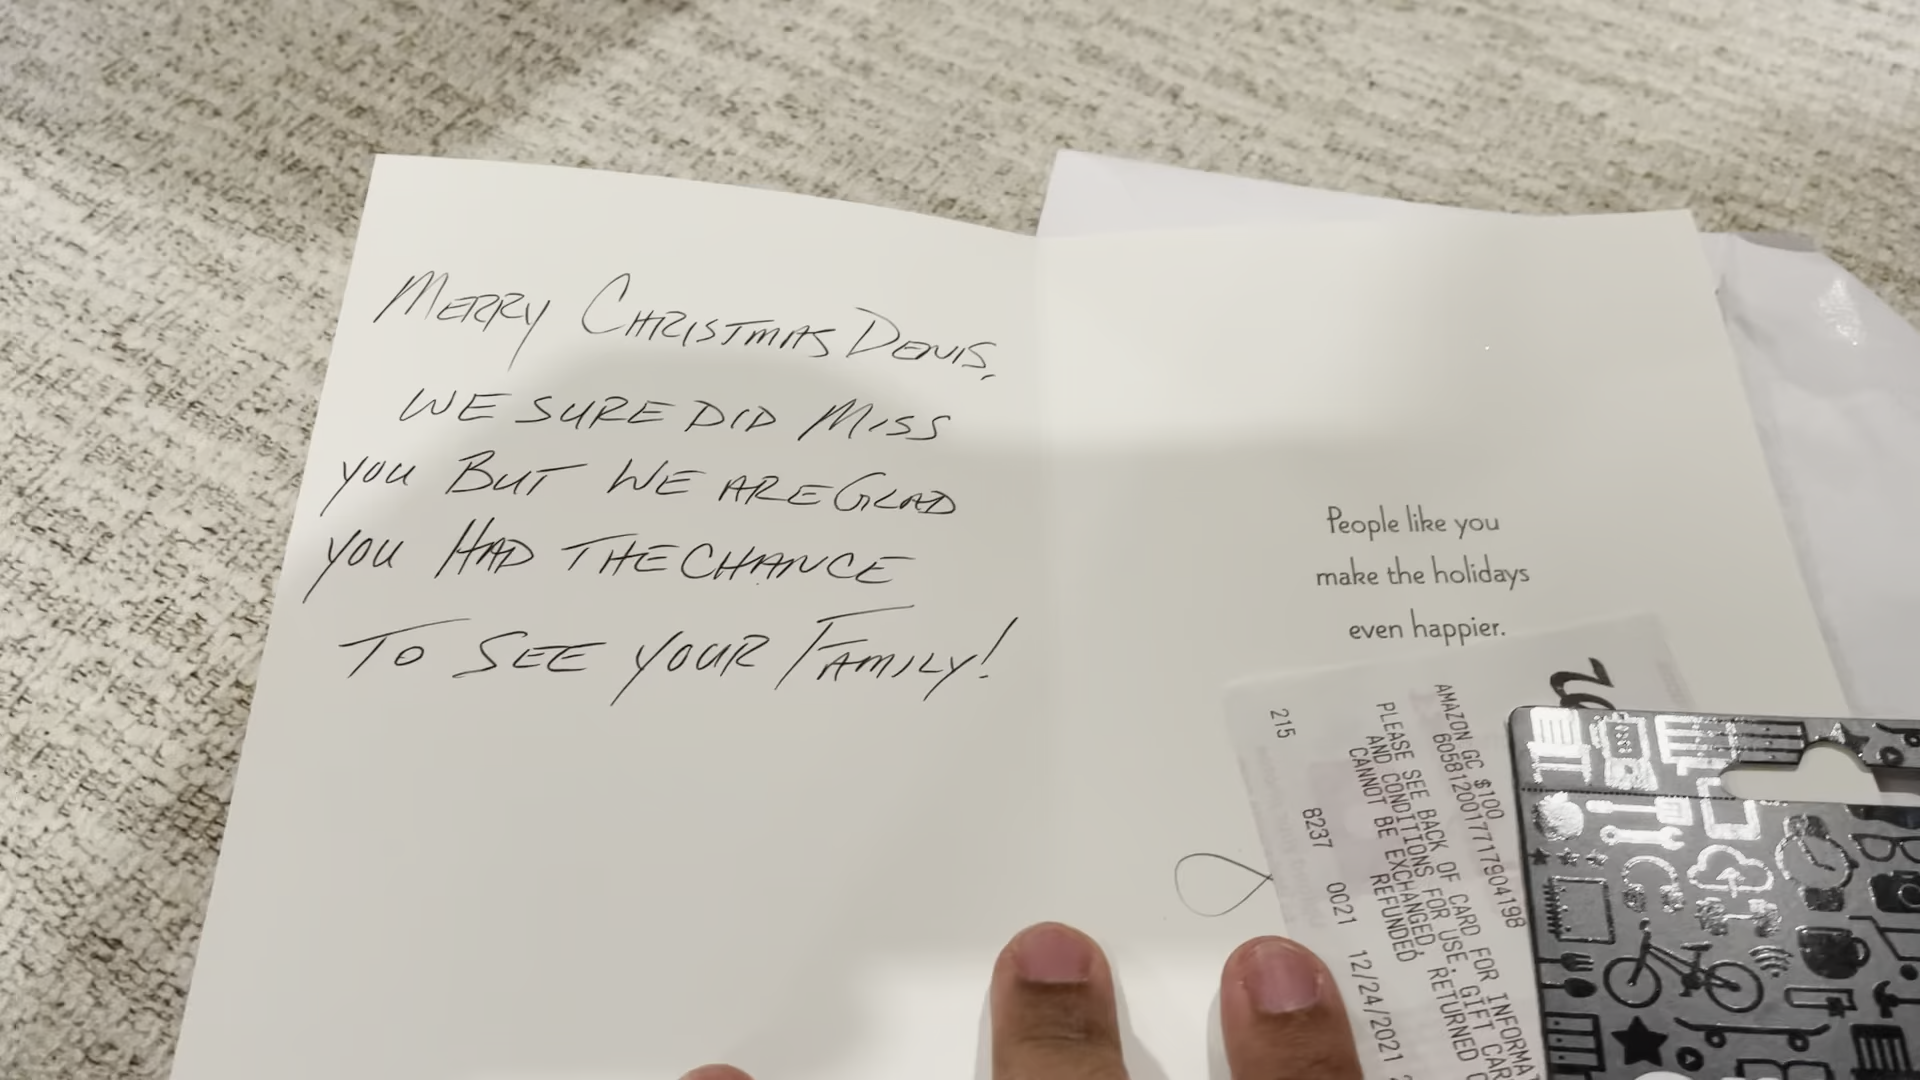 MERRY CHRISTMAS DENIS,
WE SURE DID MISS
YOU BUT WE ARE GLAD
YOU HAD THE CHANCE
TO SEE YOUR FAMILY!
People like you
make the holidays
even happier.
AMAZON GC $100
6058120017717904198
PLEASE SEE BACK OF CARD FOR INFORMAT
AND CONDITIONS FOR USE. GIFT CAR
CANNOT BE EXCHANGED, RETURNED O
REFUNDED
215 8237 0021 12/24/2021 2